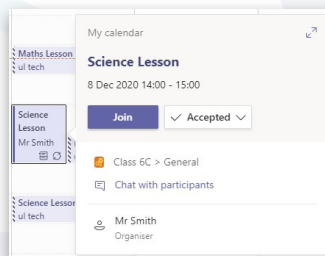 Maths Lesson
ul tech
Science
Lesson
Mr Smith
Science Lesson
ul tech
My calendar
Science Lesson
8 Dec 2020 14:00 - 15:00
Join
Accepted
Class 6C > General
Chat with participants
Mr Smith
Organiser